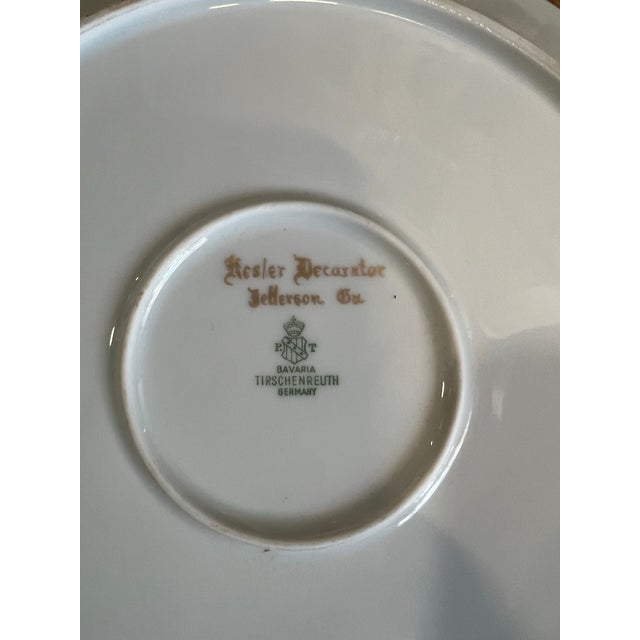 Kesler Decorator
Jefferson, Ga
P T
BAVARIA
TIRSCHENREUTH
GERMANY